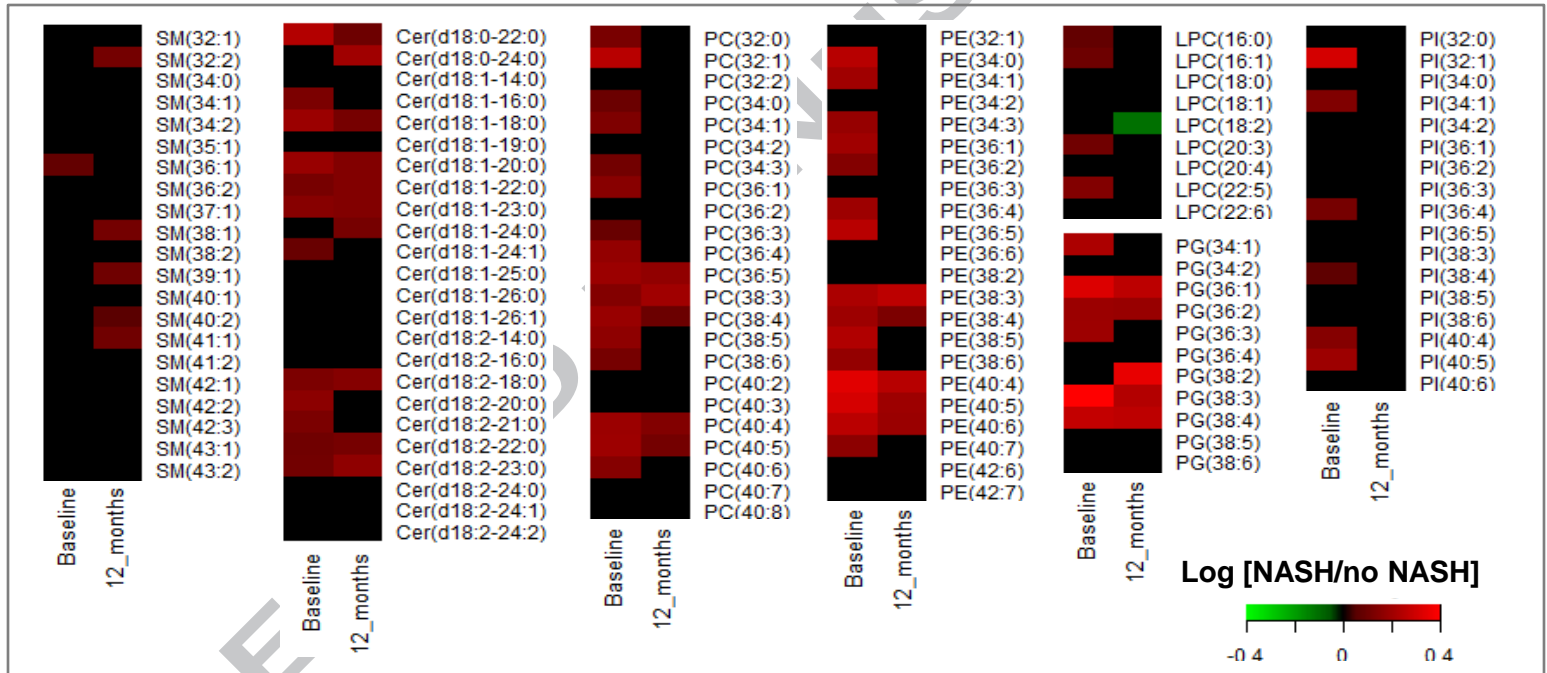 SM(32:1)
SM(32:2)
SM(34:0)
SM(34:1)
SM(34:2)
SM(35:1)
SM(36:1)
SM(36:2)
SM(37:1)
SM(38:1)
SM(38:2)
SM(39:1)
SM(40:1)
SM(40:2)
SM(41:1)
SM(41:2)
SM(42:1)
SM(42:2)
SM(42:3)
SM(43:1)
SM(43:2)
Baseline
12_months
Cer(d18:0-22:0)
Cer(d18:0-24:0)
Cer(d18:1-14:0)
Cer(d18:1-16:0)
Cer(d18:1-18:0)
Cer(d18:1-19:0)
Cer(d18:1-20:0)
Cer(d18:1-22:0)
Cer(d18:1-23:0)
Cer(d18:1-24:0)
Cer(d18:1-24:1)
Cer(d18:1-25:0)
Cer(d18:1-26:0)
Cer(d18:1-26:1)
Cer(d18:2-14:0)
Cer(d18:2-16:0)
Cer(d18:2-18:0)
Cer(d18:2-20:0)
Cer(d18:2-21:0)
Cer(d18:2-22:0)
Cer(d18:2-23:0)
Cer(d18:2-24:0)
Cer(d18:2-24:1)
Cer(d18:2-24:2)
Baseline
12_months
PC(32:0)
PC(32:1)
PC(32:2)
PC(34:0)
PC(34:1)
PC(34:2)
PC(34:3)
PC(36:1)
PC(36:2)
PC(36:3)
PC(36:4)
PC(36:5)
PC(38:3)
PC(38:4)
PC(38:5)
PC(38:6)
PC(40:2)
PC(40:3)
PC(40:4)
PC(40:5)
PC(40:6)
PC(40:7)
PC(40:8)
Baseline
12_months
PE(32:1)
PE(34:0)
PE(34:1)
PE(34:2)
PE(34:3)
PE(36:1)
PE(36:2)
PE(36:3)
PE(36:4)
PE(36:5)
PE(36:6)
PE(38:2)
PE(38:3)
PE(38:4)
PE(38:5)
PE(38:6)
PE(40:4)
PE(40:5)
PE(40:6)
PE(40:7)
PE(42:6)
PE(42:7)
Baseline
12_months
LPC(16:0)
LPC(16:1)
LPC(18:0)
LPC(18:1)
LPC(18:2)
LPC(20:3)
LPC(20:4)
LPC(22:5)
LPC(22:6)
PG(34:1)
PG(34:2)
PG(36:1)
PG(36:2)
PG(36:3)
PG(36:4)
PG(38:2)
PG(38:3)
PG(38:4)
PG(38:5)
PG(38:6)
Baseline
12_months
PI(32:0)
PI(32:1)
PI(34:0)
PI(34:1)
PI(34:2)
PI(36:1)
PI(36:2)
PI(36:3)
PI(36:4)
PI(36:5)
PI(38:3)
PI(38:4)
PI(38:5)
PI(38:6)
PI(40:4)
PI(40:5)
PI(40:6)
Baseline
12_months
Log [NASH/no NASH]
-0.4 0 0.4